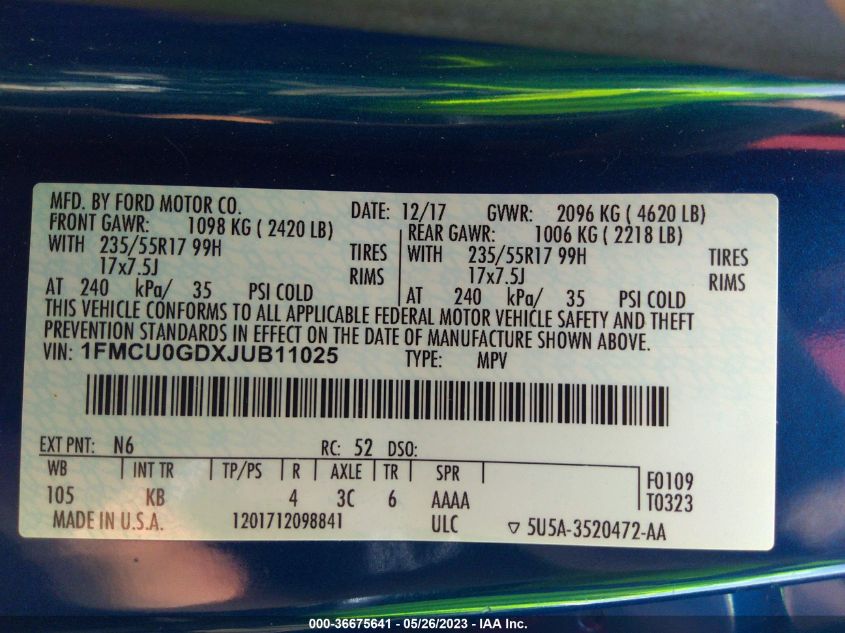 MFD. BY FORD MOTOR CO. DATE: 12/17 GVWR: 2096 KG ( 4620 LB)
FRONT GAWR: 1098 KG ( 2420 LB) REAR GAWR: 1006 KG ( 2218 LB)
WITH 235/55R17 99H TIRES WITH 235/55R17 99H TIRES
17x7.5J RIMS 17x7.5J RIMS
AT 240 kPa/ 35 PSI COLD AT 240 kPa/ 35 PSI COLD
THIS VEHICLE CONFORMS TO ALL APPLICABLE FEDERAL MOTOR VEHICLE SAFETY AND THEFT
PREVENTION STANDARDS IN EFFECT ON THE DATE OF MANUFACTURE SHOWN ABOVE.
VIN: 1FMCU0GDXJUB11025 TYPE: MPV
EXT PNT: N6 RC: 52 DSO:
WB INT TR TP/PS R AXLE TR SPR F0109
105 KB 4 3C 6 AAAA T0323
MADE IN U.S.A. 1201712098841 ULC 5U5A-3520472-AA
000-36675641 - 05/26/2023 - IAA Inc.